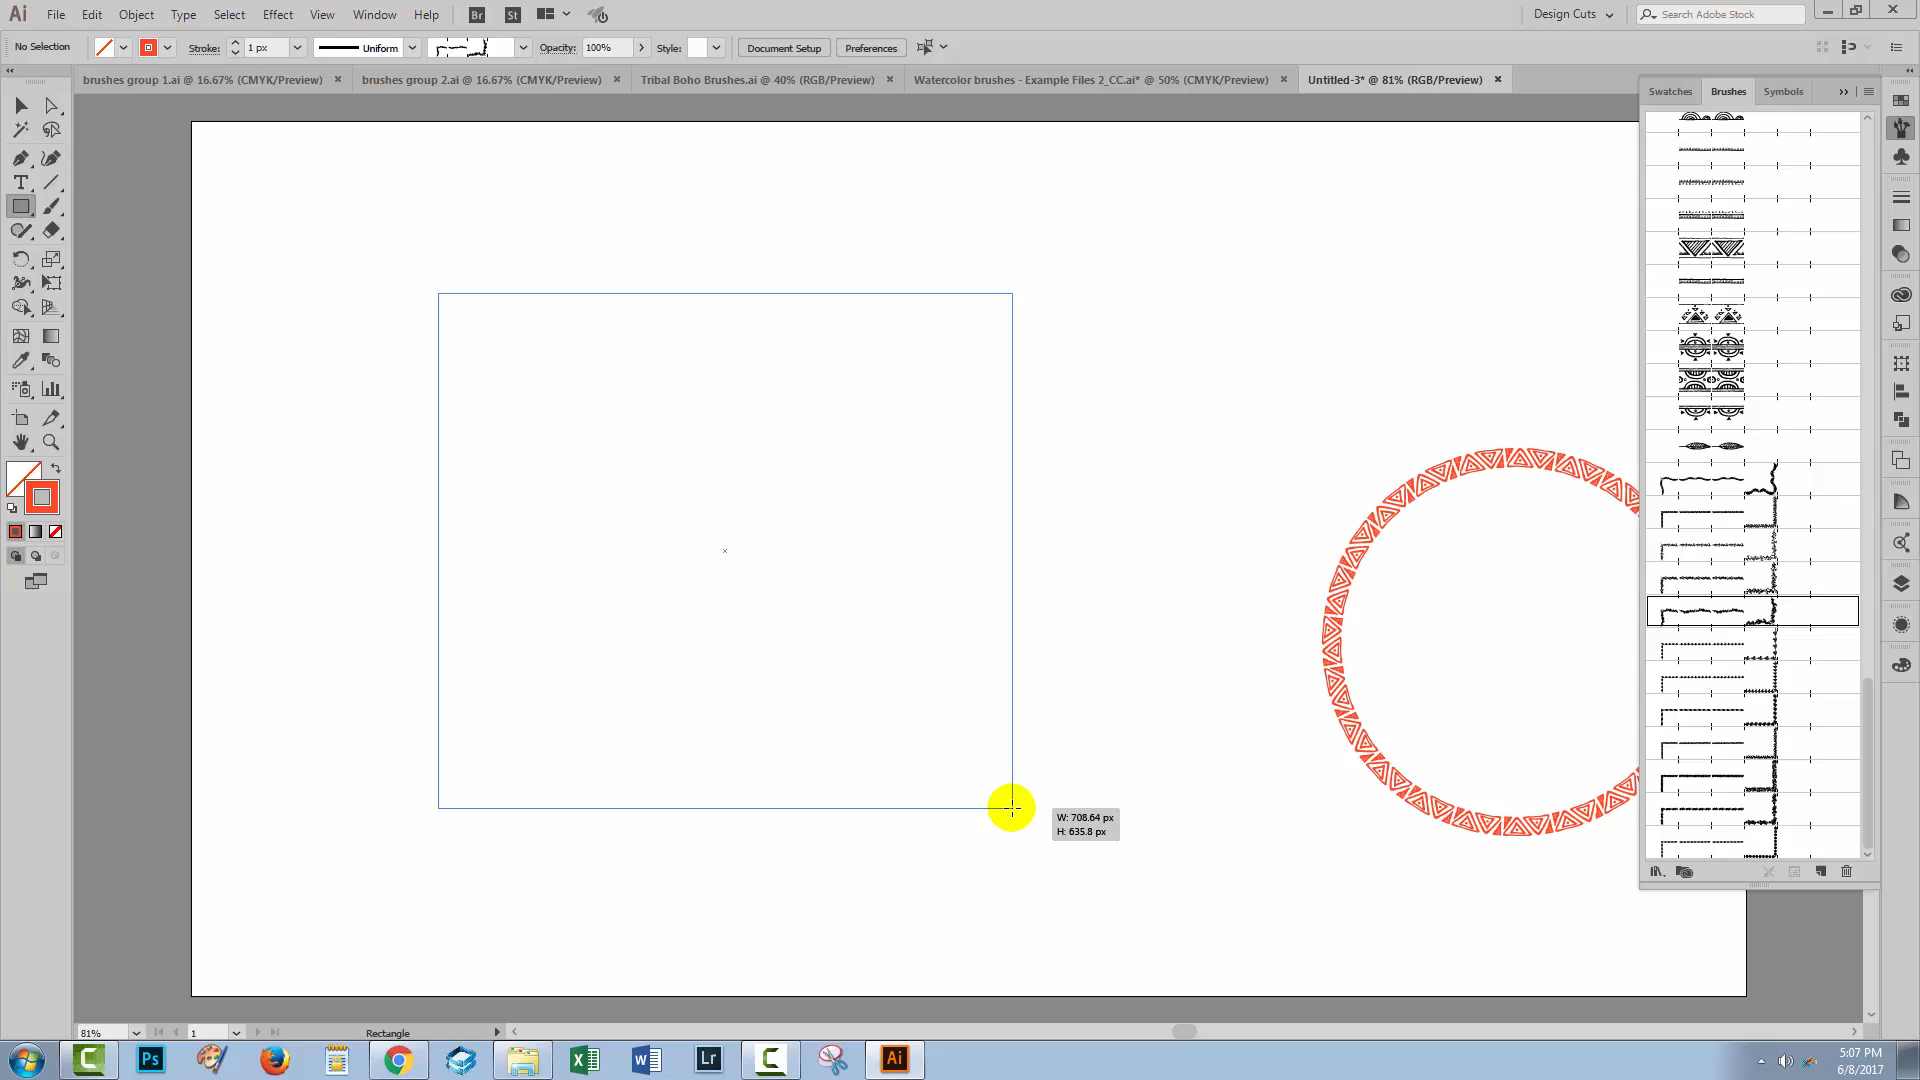 Ai File Edit Object Type Select Effect View Window Help Br St Design Cuts Search Adobe Stock
No Selection Stroke: 1 px Uniform Opacity: 100% Style: Document Setup Preferences
brushes group 1.ai @ 16.67% (CMYK/Preview) × brushes group 2.ai @ 16.67% (CMYK/Preview) × Tribal Boho Brushes.ai @ 40% (RGB/Preview) × Watercolor brushes - Example Files 2_CC.ai* @ 50% (CMYK/Preview) × Untitled-3* @ 81% (RGB/Preview) ×
Swatches Brushes Symbols
W: 708.64 px
H: 635.8 px
81% 1 Rectangle
Ps Lr Ai
5:07 PM
6/8/2017